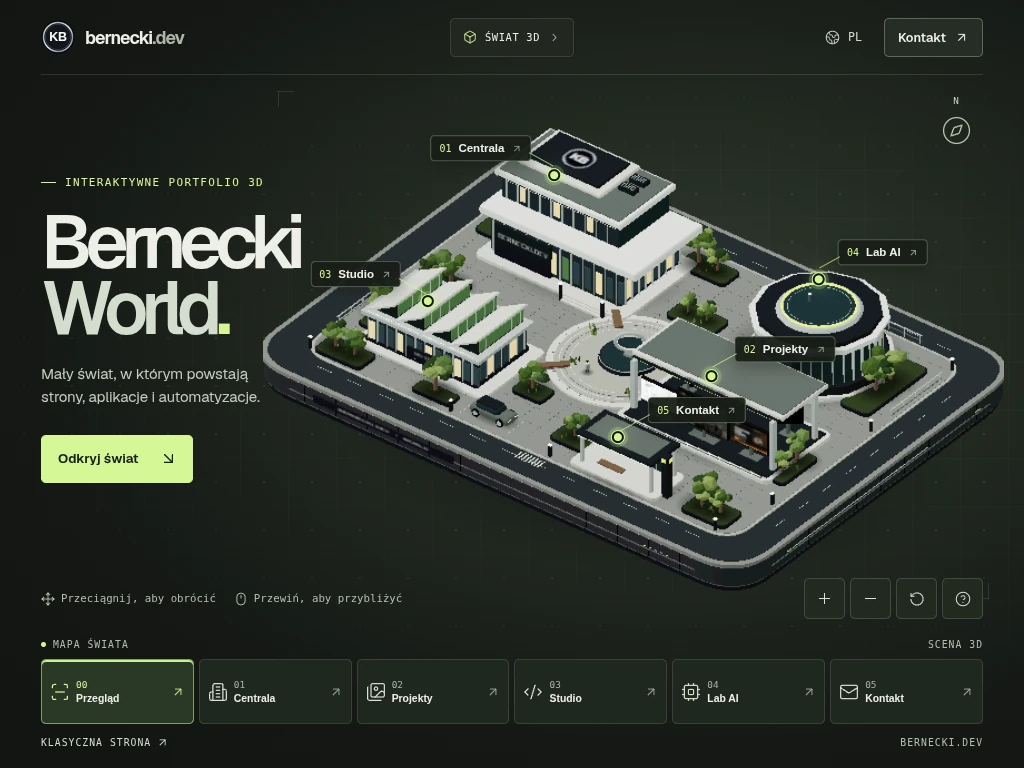 KB
bernecki.dev
ŚWIAT 3D
PL
Kontakt
N
INTERAKTYWNE PORTFOLIO 3D
Bernecki
World.
Mały świat, w którym powstają
strony, aplikacje i automatyzacje.
Odkryj świat
01 Centrala
KB
BERNECKI.DEV
04 Lab AI
03 Studio
02 Projekty
05 Kontakt
Przeciągnij, aby obrócić
Przewiń, aby przybliżyć
MAPA ŚWIATA
SCENA 3D
00
Przegląd
01
Centrala
02
Projekty
03
Studio
04
Lab AI
05
Kontakt
KLASYCZNA STRONA
BERNECKI.DEV